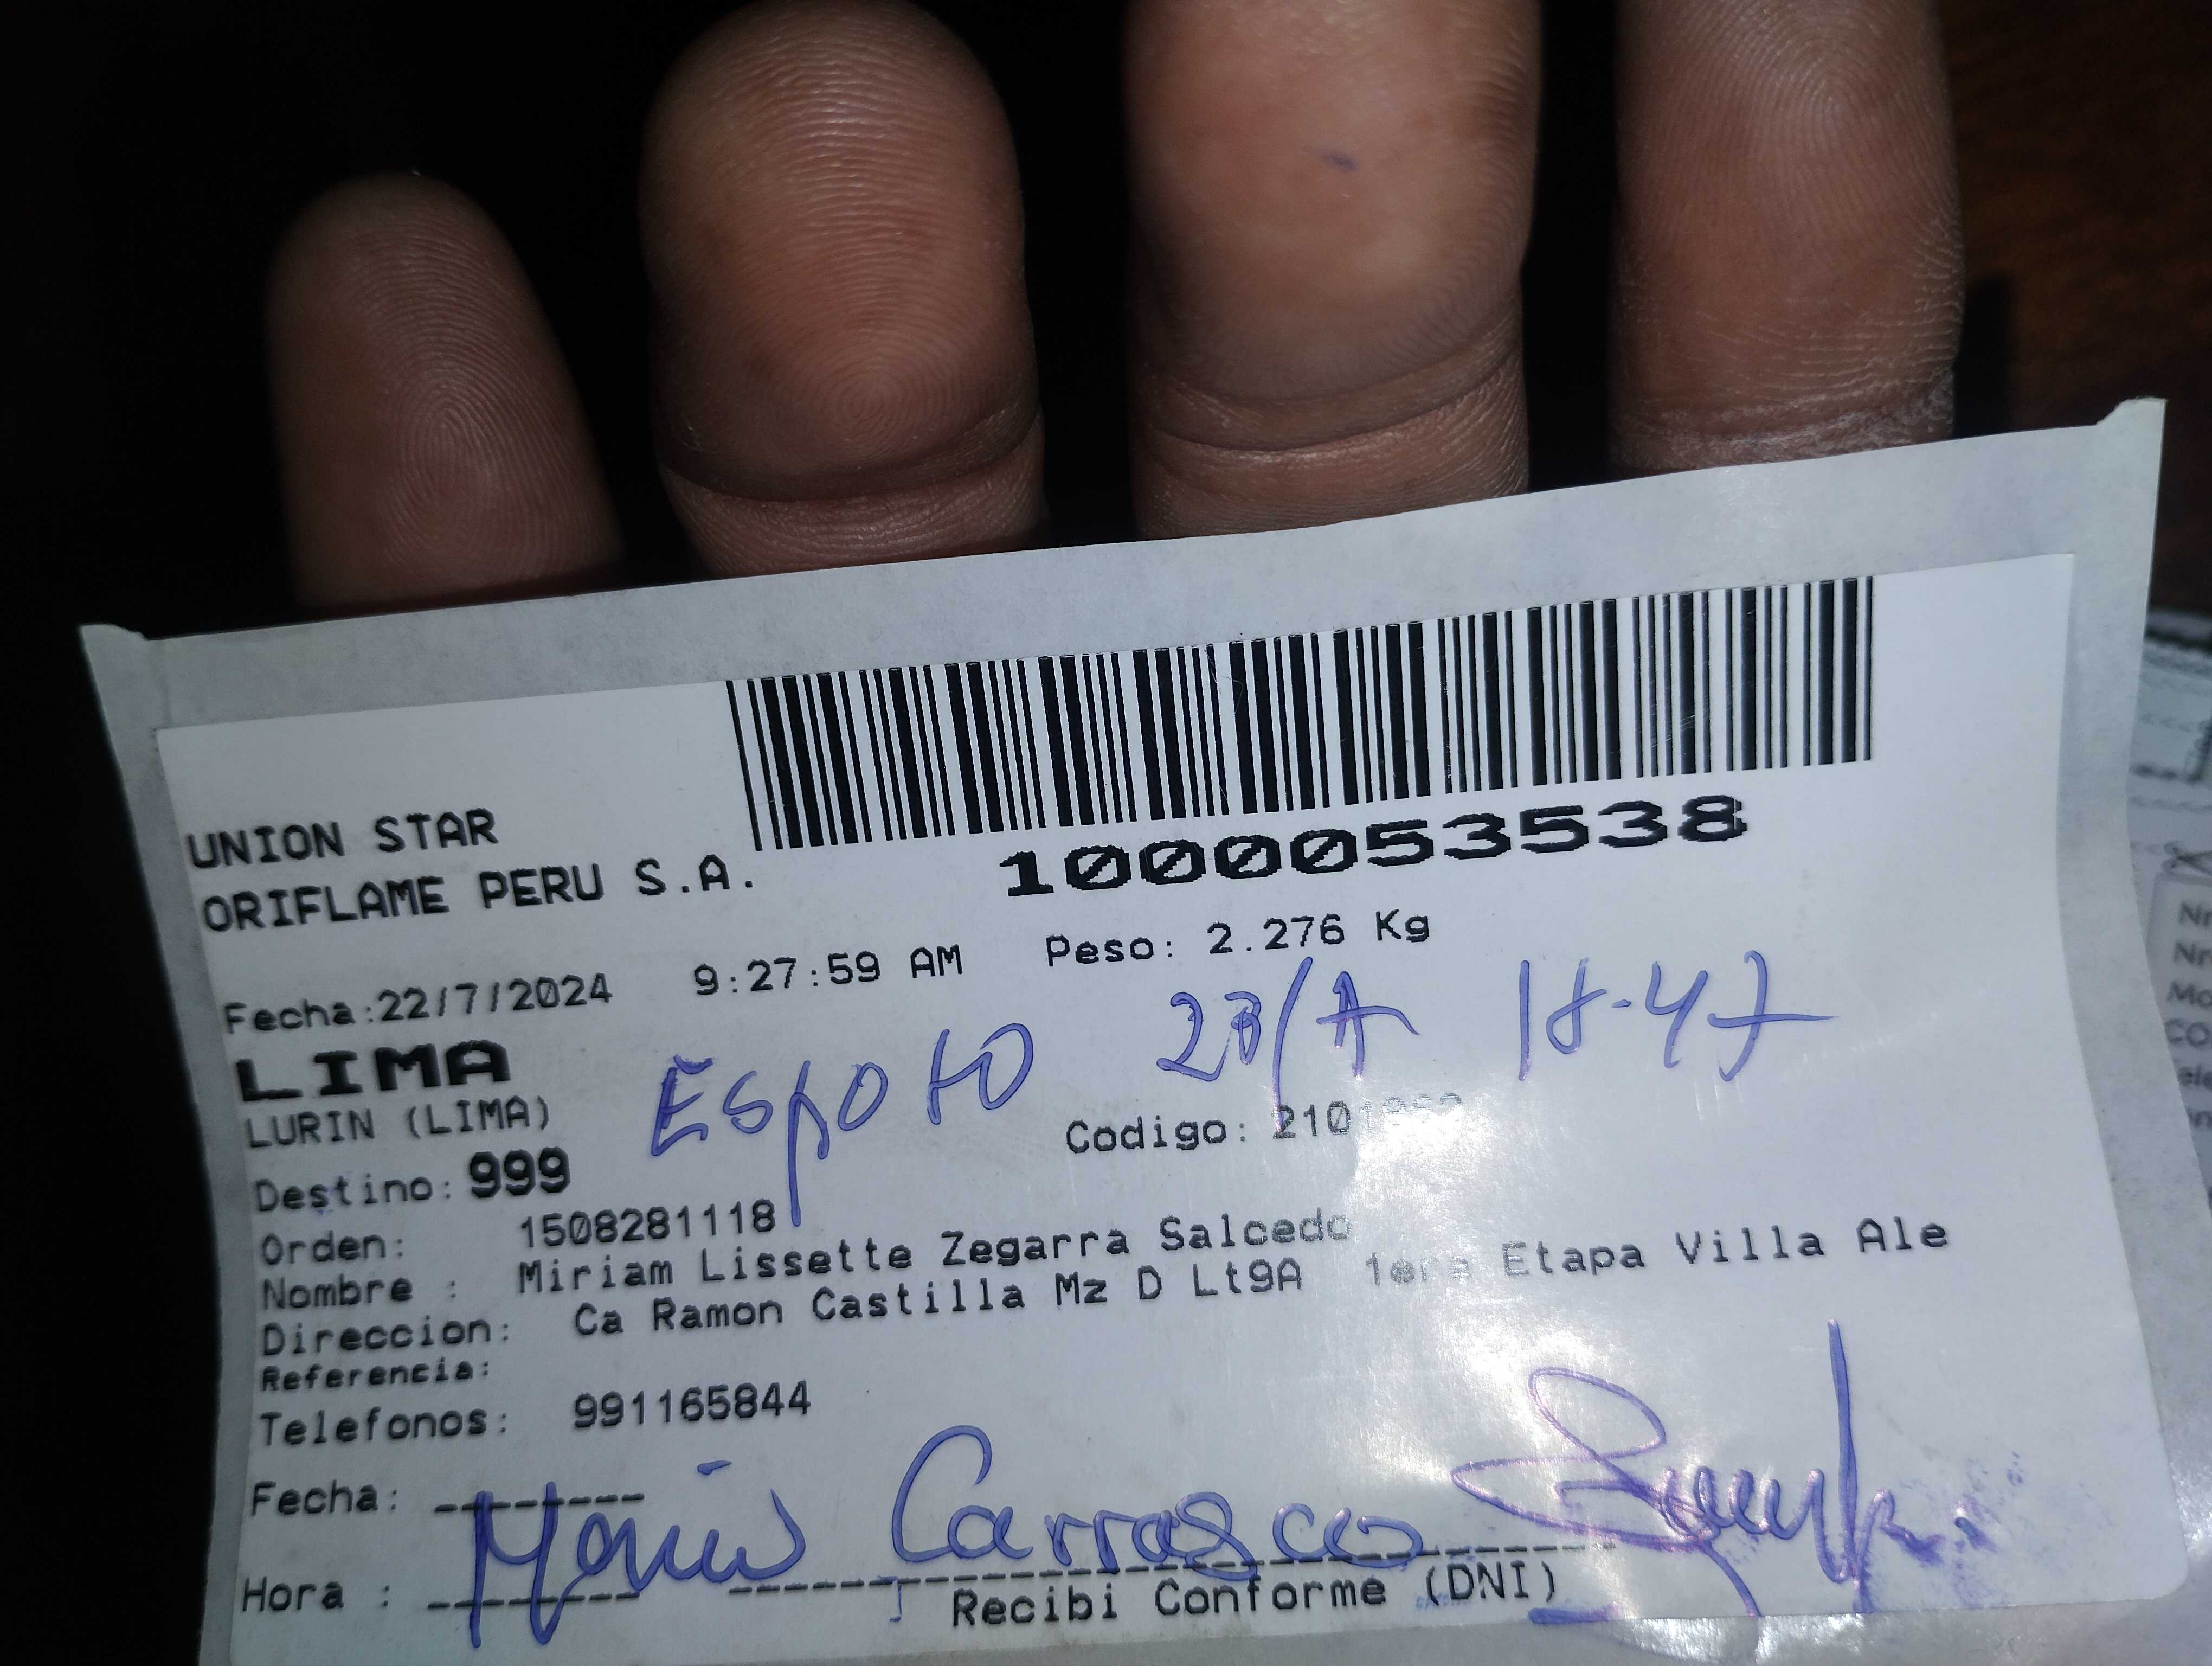 1000053538
UNION STAR
ORIFLAME PERU S.A.
Fecha:22/7/2024 9:27:59 AM Peso: 2.276 Kg
LIMA
LURIN (LIMA)
Destino: 999
Orden: 1508281118
Nombre : Miriam Lissette Zegarra Salcedo
Direccion: Ca Ramon Castilla Mz D Lt9A 1era Etapa Villa Ale
Referencia:
Telefonos: 991165844
Codigo:
Carrasco
Fecha:
Hora :
Recibi Conforme (DNI)